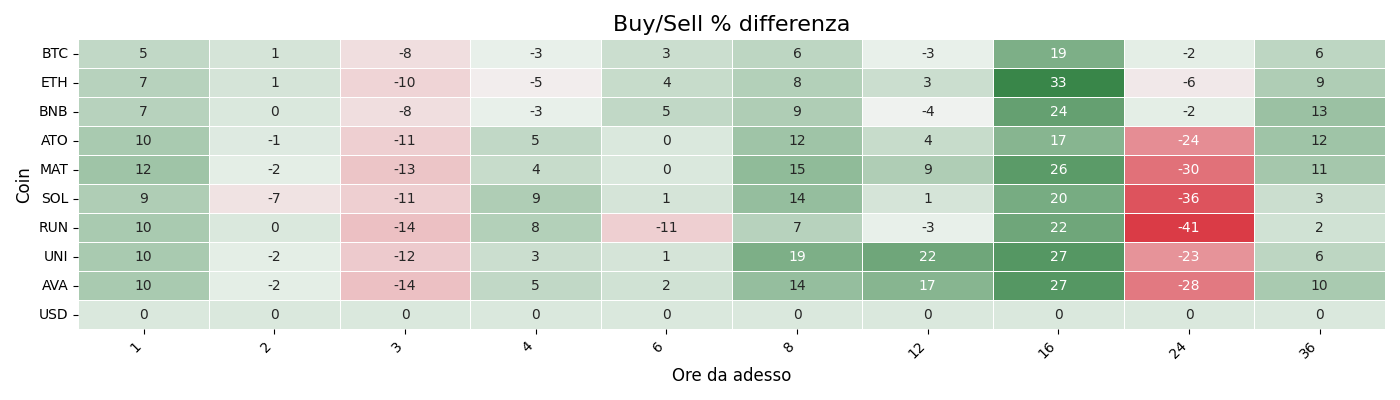 Buy/Sell % differenza
Coin
BTC 5 1 -8 -3 3 6 -3 19 -2 6
ETH 7 1 -10 -5 4 8 3 33 -6 9
BNB 7 0 -8 -3 5 9 -4 24 -2 13
ATO 10 -1 -11 5 0 12 4 17 -24 12
MAT 12 -2 -13 4 0 15 9 26 -30 11
SOL 9 -7 -11 9 1 14 1 20 -36 3
RUN 10 0 -14 8 -11 7 -3 22 -41 2
UNI 10 -2 -12 3 1 19 22 27 -23 6
AVA 10 -2 -14 5 2 14 17 27 -28 10
USD 0 0 0 0 0 0 0 0 0 0
1 2 3 4 6 8 12 16 24 36
Ore da adesso